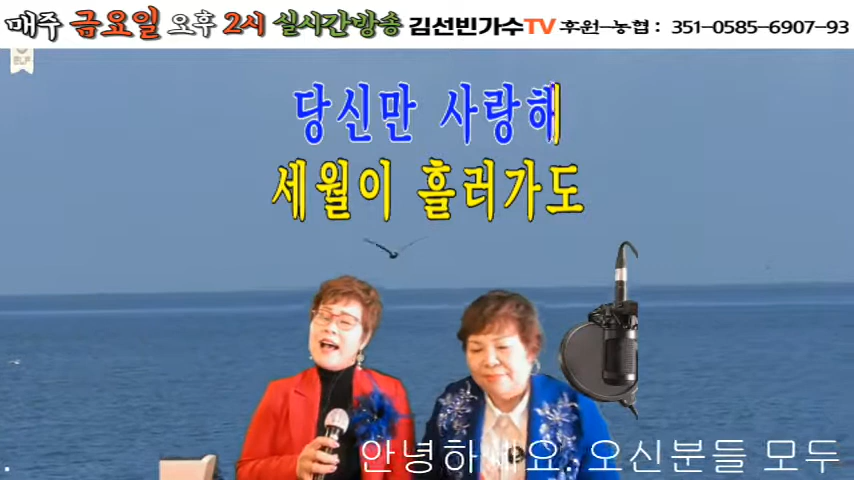 매주 금요일 오후 2시 실시간방송 김선빈가수TV 후원-농협 : 351-0585-6907-93
당신만 사랑해
세월이 흘러가도
. 안녕하세요. 오신분들 모두